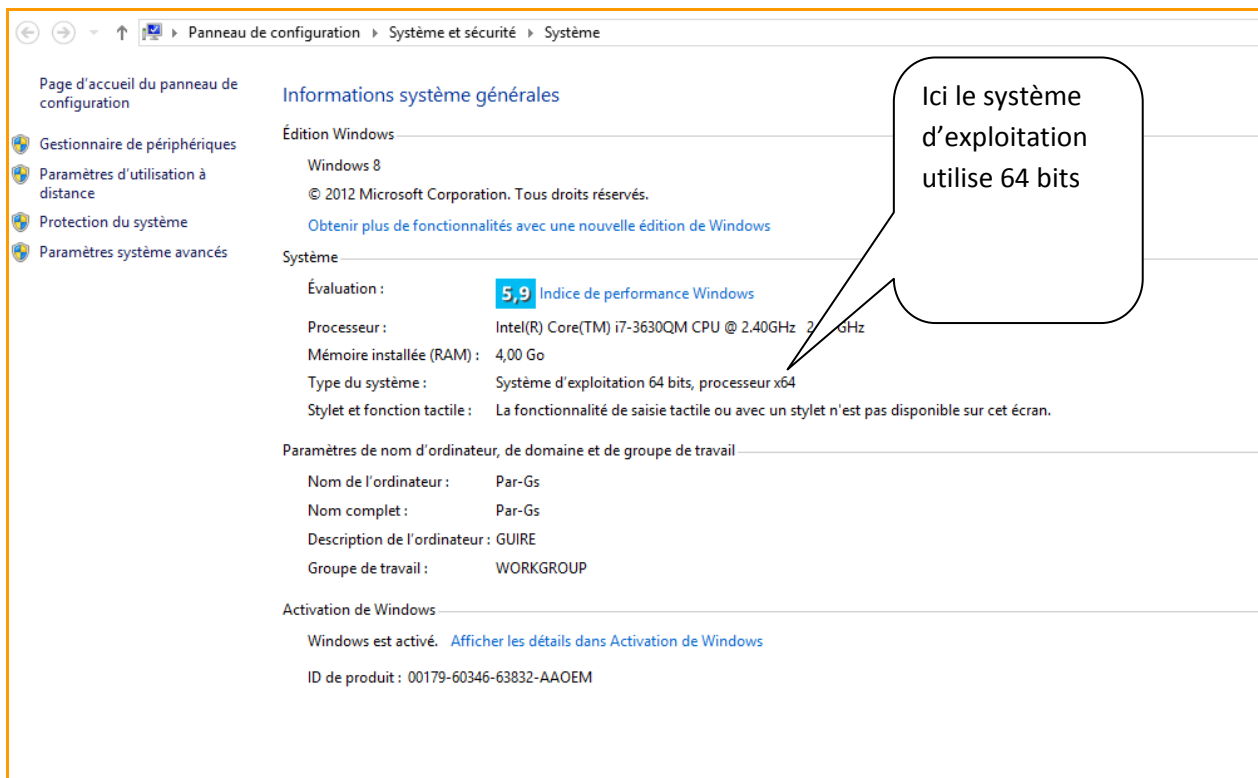 Panneau de configuration ▸ Système et sécurité ▸ Système
Page d'accueil du panneau de
configuration
Gestionnaire de périphériques
Paramètres d'utilisation à
distance
Protection du système
Paramètres système avancés
Informations système générales
Édition Windows
Windows 8
© 2012 Microsoft Corporation. Tous droits réservés.
Obtenir plus de fonctionnalités avec une nouvelle édition de Windows
Système
Évaluation :
5,9 Indice de performance Windows
Processeur : Intel(R) Core(TM) i7-3630QM CPU @ 2.40GHz GHz
Mémoire installée (RAM) : 4,00 Go
Type du système : Système d'exploitation 64 bits, processeur x64
Stylet et fonction tactile : La fonctionnalité de saisie tactile ou avec un stylet n'est pas disponible sur cet écran.
Paramètres de nom d'ordinateur, de domaine et de groupe de travail
Nom de l'ordinateur : Par-Gs
Nom complet : Par-Gs
Description de l'ordinateur : GUIRE
Groupe de travail : WORKGROUP
Activation de Windows
Windows est activé. Afficher les détails dans Activation de Windows
ID de produit : 00179-60346-63832-AAOEM
Ici le système
d'exploitation
utilise 64 bits